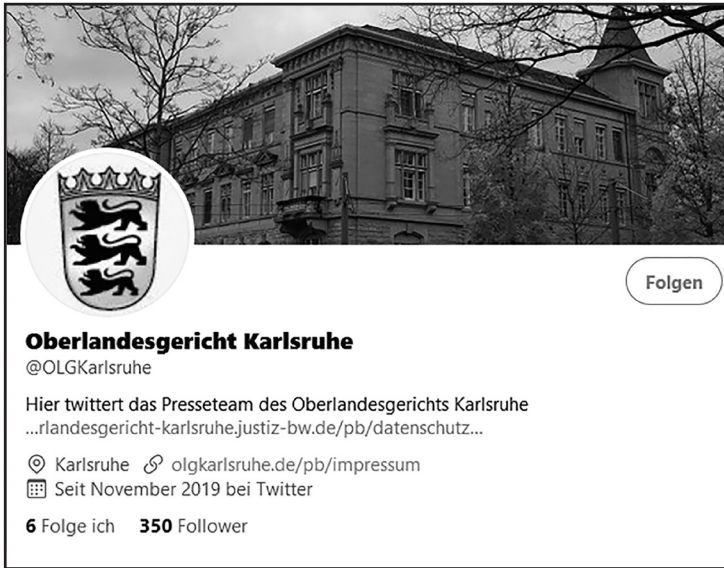 Folgen
Oberlandesgericht Karlsruhe
@OLGKarlsruhe
Hier twittert das Presseteam des Oberlandesgerichts Karlsruhe
...rlandesgericht-karlsruhe.justiz-bw.de/pb/datenschutz...
Karlsruhe olgkarlsruhe.de/pb/impressum
Seit November 2019 bei Twitter
6 Folge ich 350 Follower